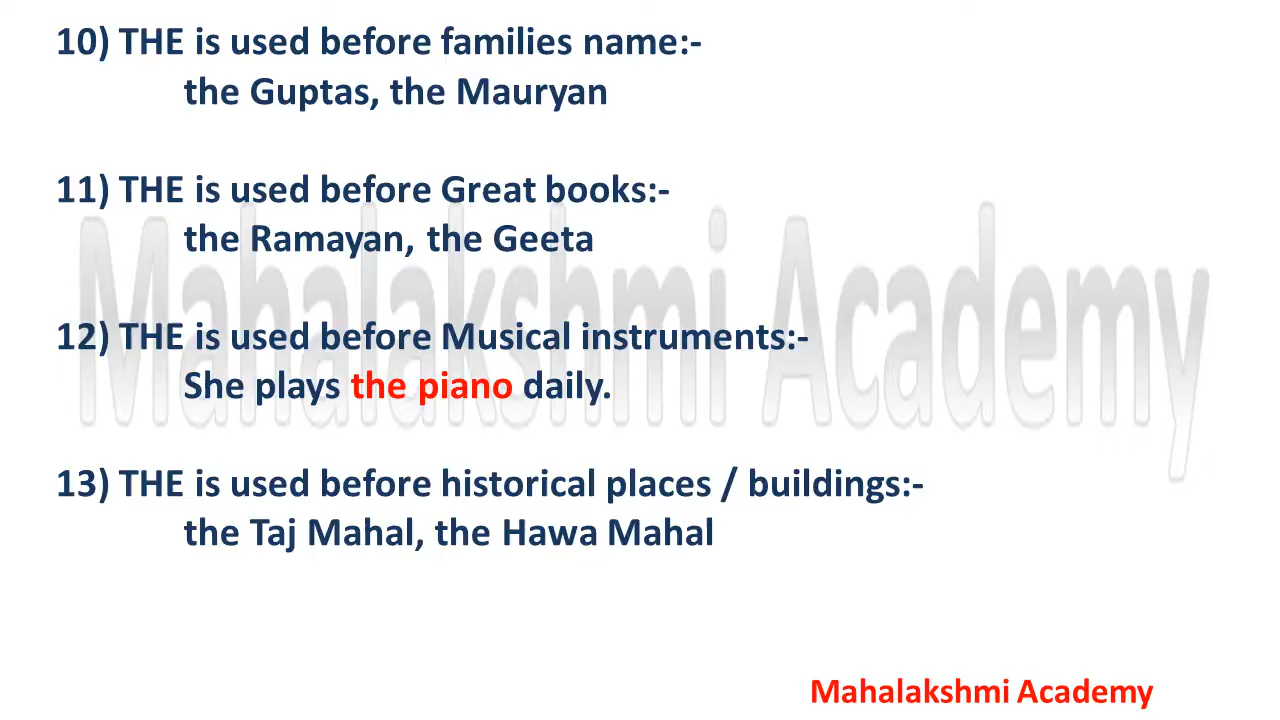 10) THE is used before families name:-
the Guptas, the Mauryan
11) THE is used before Great books:-
the Ramayan, the Geeta
12) THE is used before Musical instruments:-
She plays the piano daily.
13) THE is used before historical places / buildings:-
the Taj Mahal, the Hawa Mahal
Mahalakshmi Academy
Mahalakshmi Academy